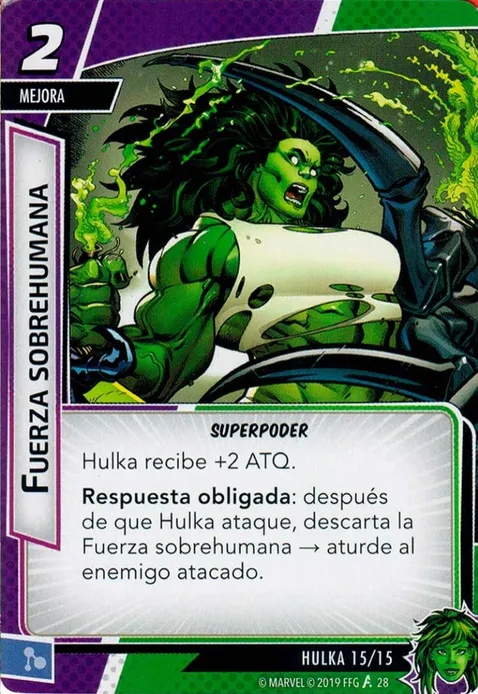 2
MEJORA
FUERZA SOBREHUMANA
SUPERPODER
Hulka recibe +2 ATQ.
Respuesta obligada: después
de que Hulka ataque, descarta la
Fuerza sobrehumana → aturde al
enemigo atacado.
HULKA 15/15
© MARVEL © 2019 FFG 28